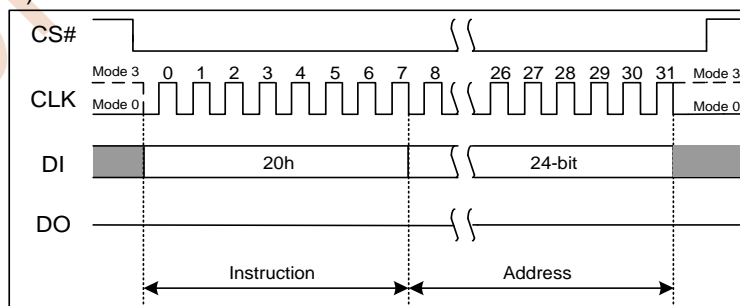 CS#
Mode 3 0 1 2 3 4 5 6 7 8 26 27 28 29 30 31 Mode 3
CLK
Mode 0 Mode 0
DI 20h 24-bit
DO
Instruction Address